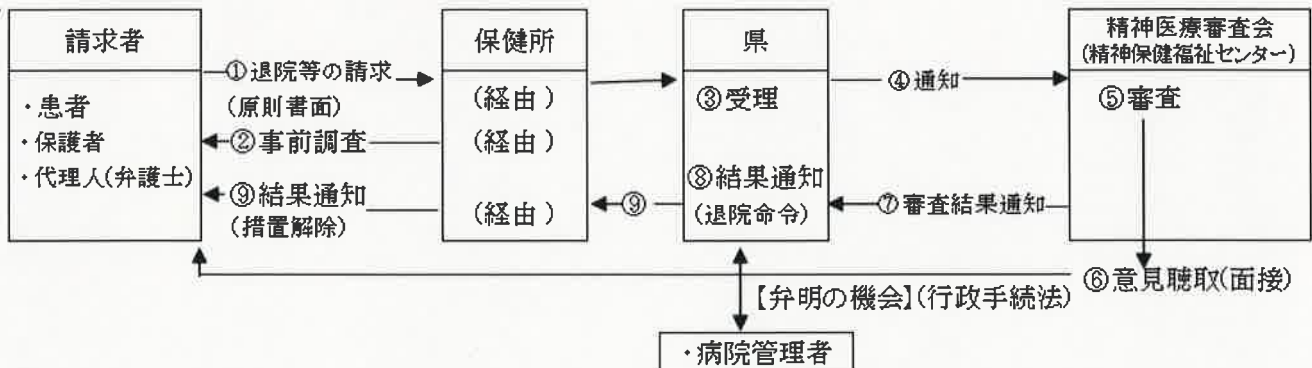 請求者
・患者
・保護者
・代理人(弁護士)
①退院等の請求
(原則書面)
②事前調査
⑨結果通知
(措置解除)
保健所
(経由)
(経由)
(経由)
⑨
県
③受理
⑧結果通知
(退院命令)
④通知
⑦審査結果通知
精神医療審査会
(精神保健福祉センター)
⑤審査
⑥意見聴取(面接)
【弁明の機会】(行政手続法)
・病院管理者